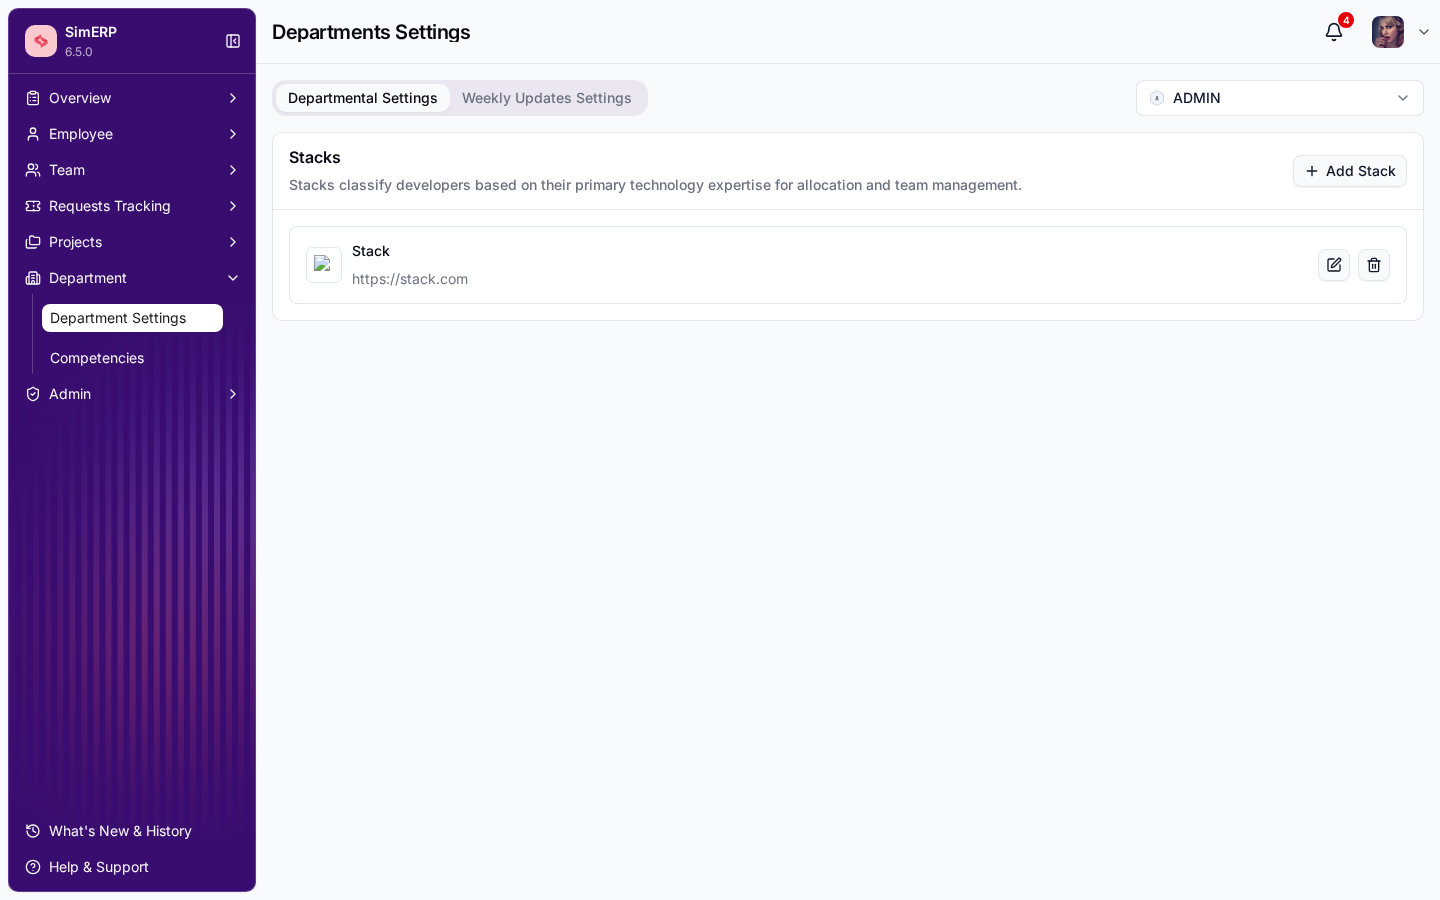 SimERP
6.5.0
Overview
Employee
Team
Requests Tracking
Projects
Department
Department Settings
Competencies
Admin
What's New & History
Help & Support
Departments Settings
4
Departmental Settings
Weekly Updates Settings
A
ADMIN
Stacks
Stacks classify developers based on their primary technology expertise for allocation and team management.
Add Stack
Stack
https://stack.com